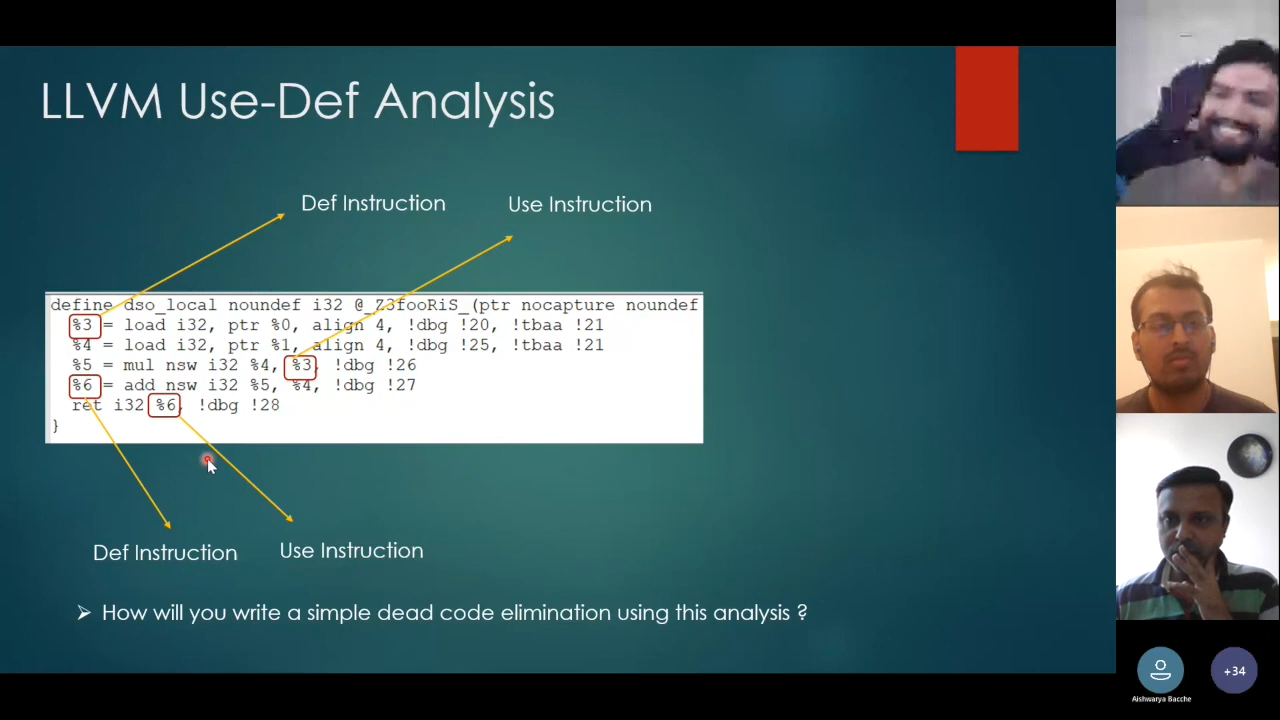 LLVM Use-Def Analysis
Def Instruction
Use Instruction
define dso_local noundef i32 @_Z3fooRiS_(ptr nocapture noundef
%3 = load i32, ptr %0, align 4, !dbg !20, !tbaa !21
%4 = load i32, ptr %1, align 4, !dbg !25, !tbaa !21
%5 = mul nsw i32 %4, %3, !dbg !26
%6 = add nsw i32 %5, %4, !dbg !27
ret i32 %6, !dbg !28
}
Def Instruction
Use Instruction
How will you write a simple dead code elimination using this analysis ?
+34
Aishwarya Bacche